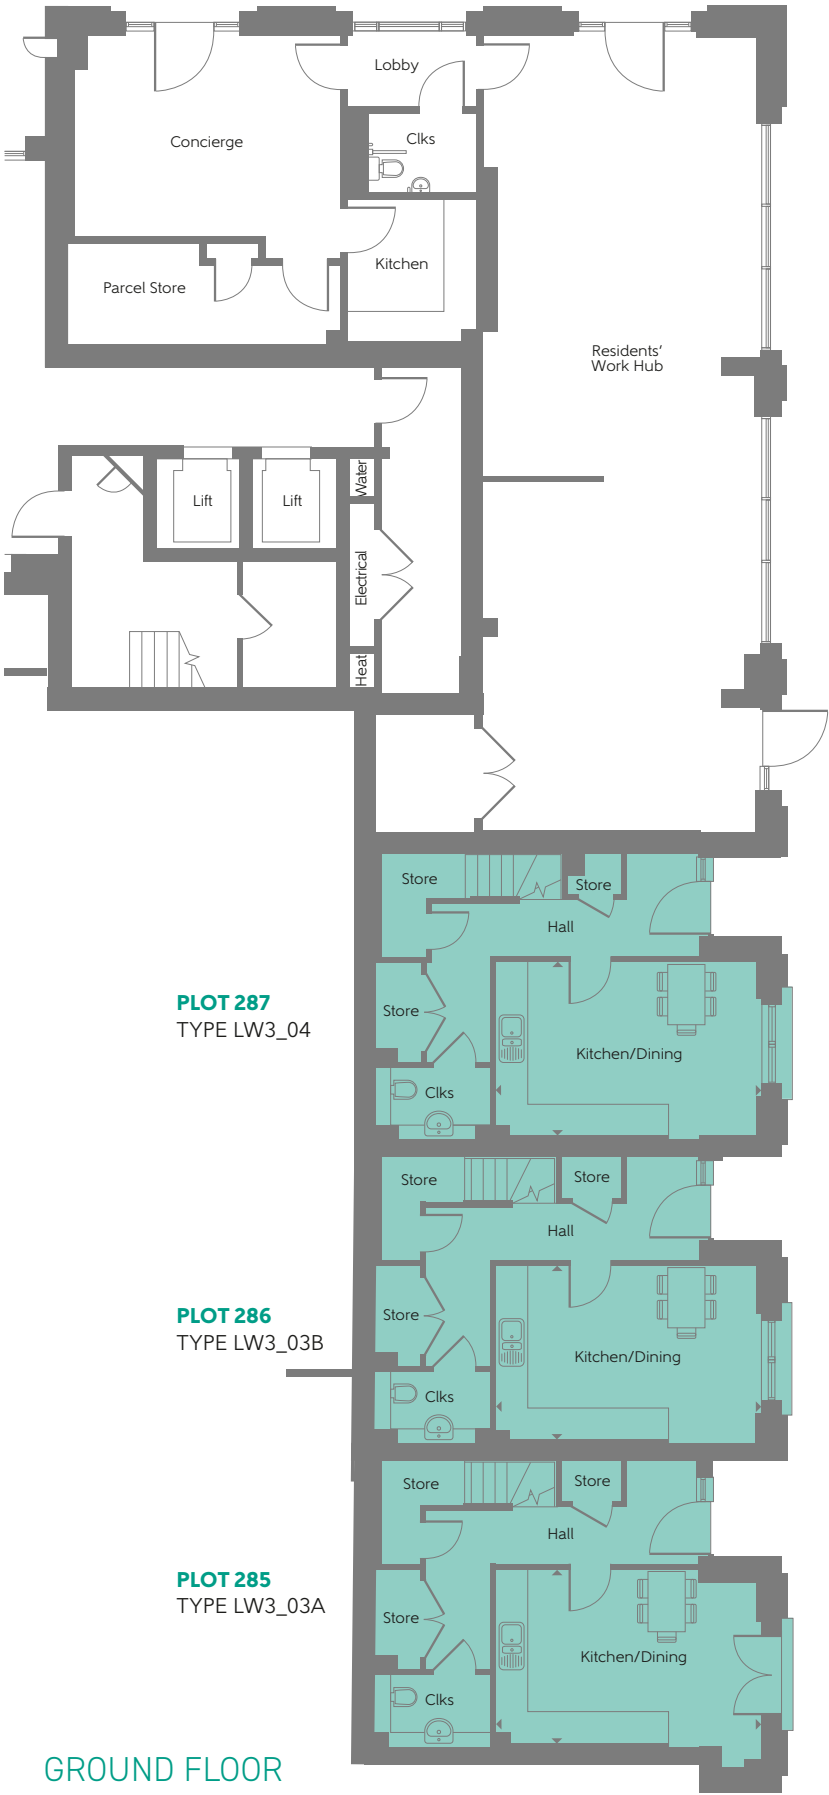 Lobby
Concierge
Clks
Kitchen
Parcel Store
Residents'
Work Hub
Water
Lift
Lift
Electrical
Heat
Store
Store
Hall
PLOT 287
TYPE LW3_04
Store
Kitchen/Dining
Clks
Store
Store
Hall
PLOT 286
TYPE LW3_03B
Store
Kitchen/Dining
Clks
Store
Store
Hall
PLOT 285
TYPE LW3_03A
Store
Kitchen/Dining
Clks
GROUND FLOOR